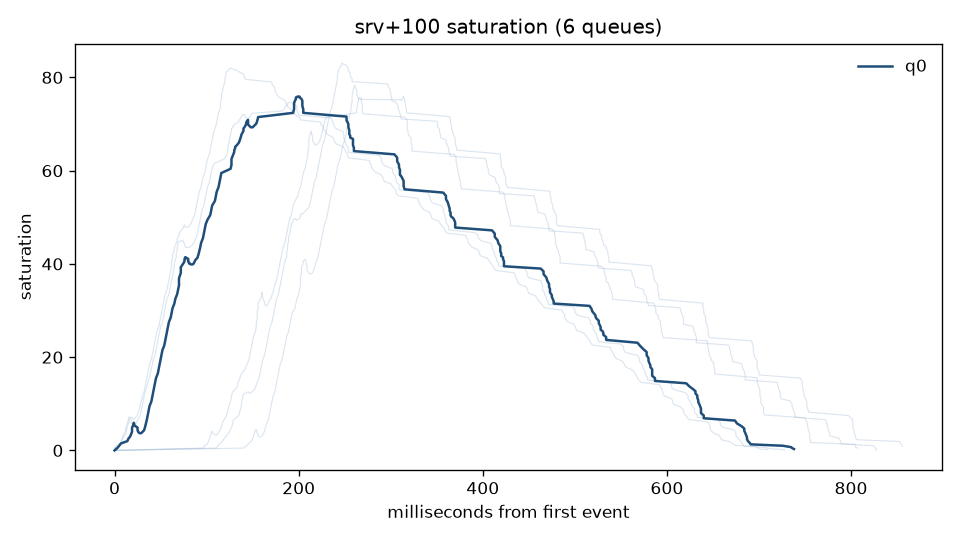 srv+100 saturation (6 queues)
q0
saturation
80
60
40
20
0
0 200 400 600 800
milliseconds from first event